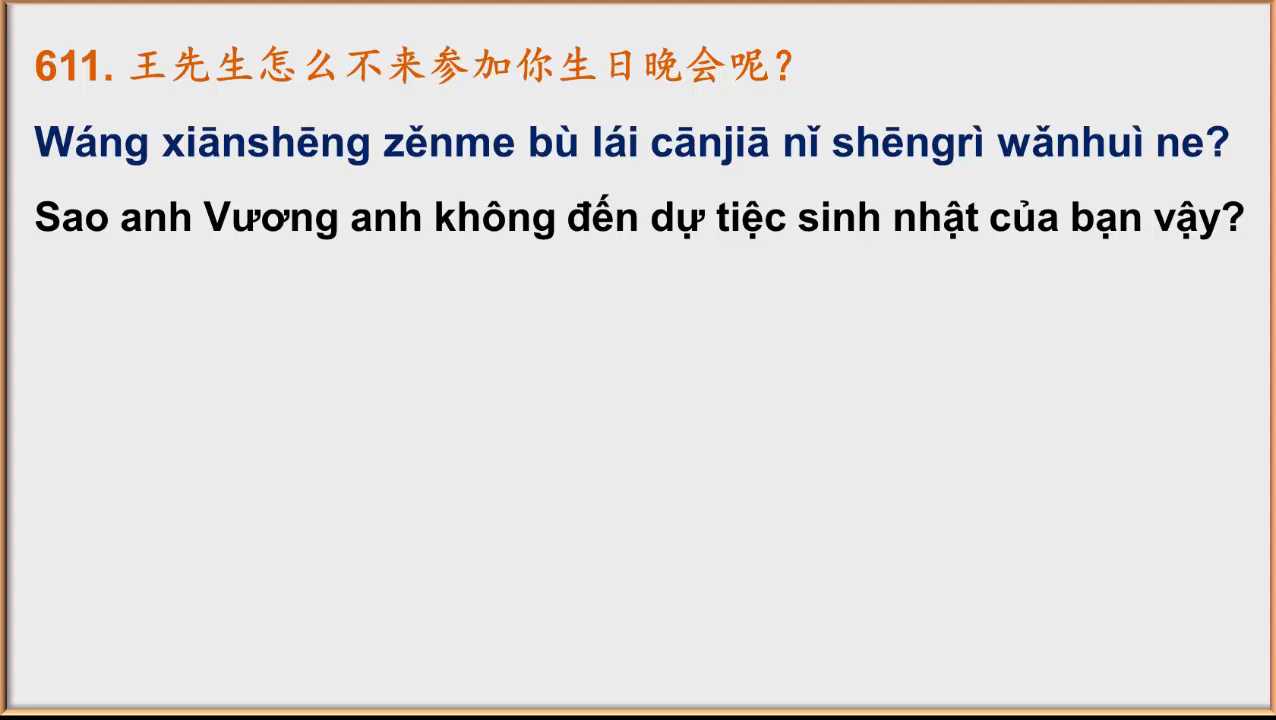 611. 王先生怎么不来参加你生日晚会呢？
Wáng xiānshēng zěnme bù lái cānjiā nǐ shēngrì wǎnhuì ne?
Sao anh Vương anh không đến dự tiệc sinh nhật của bạn vậy?